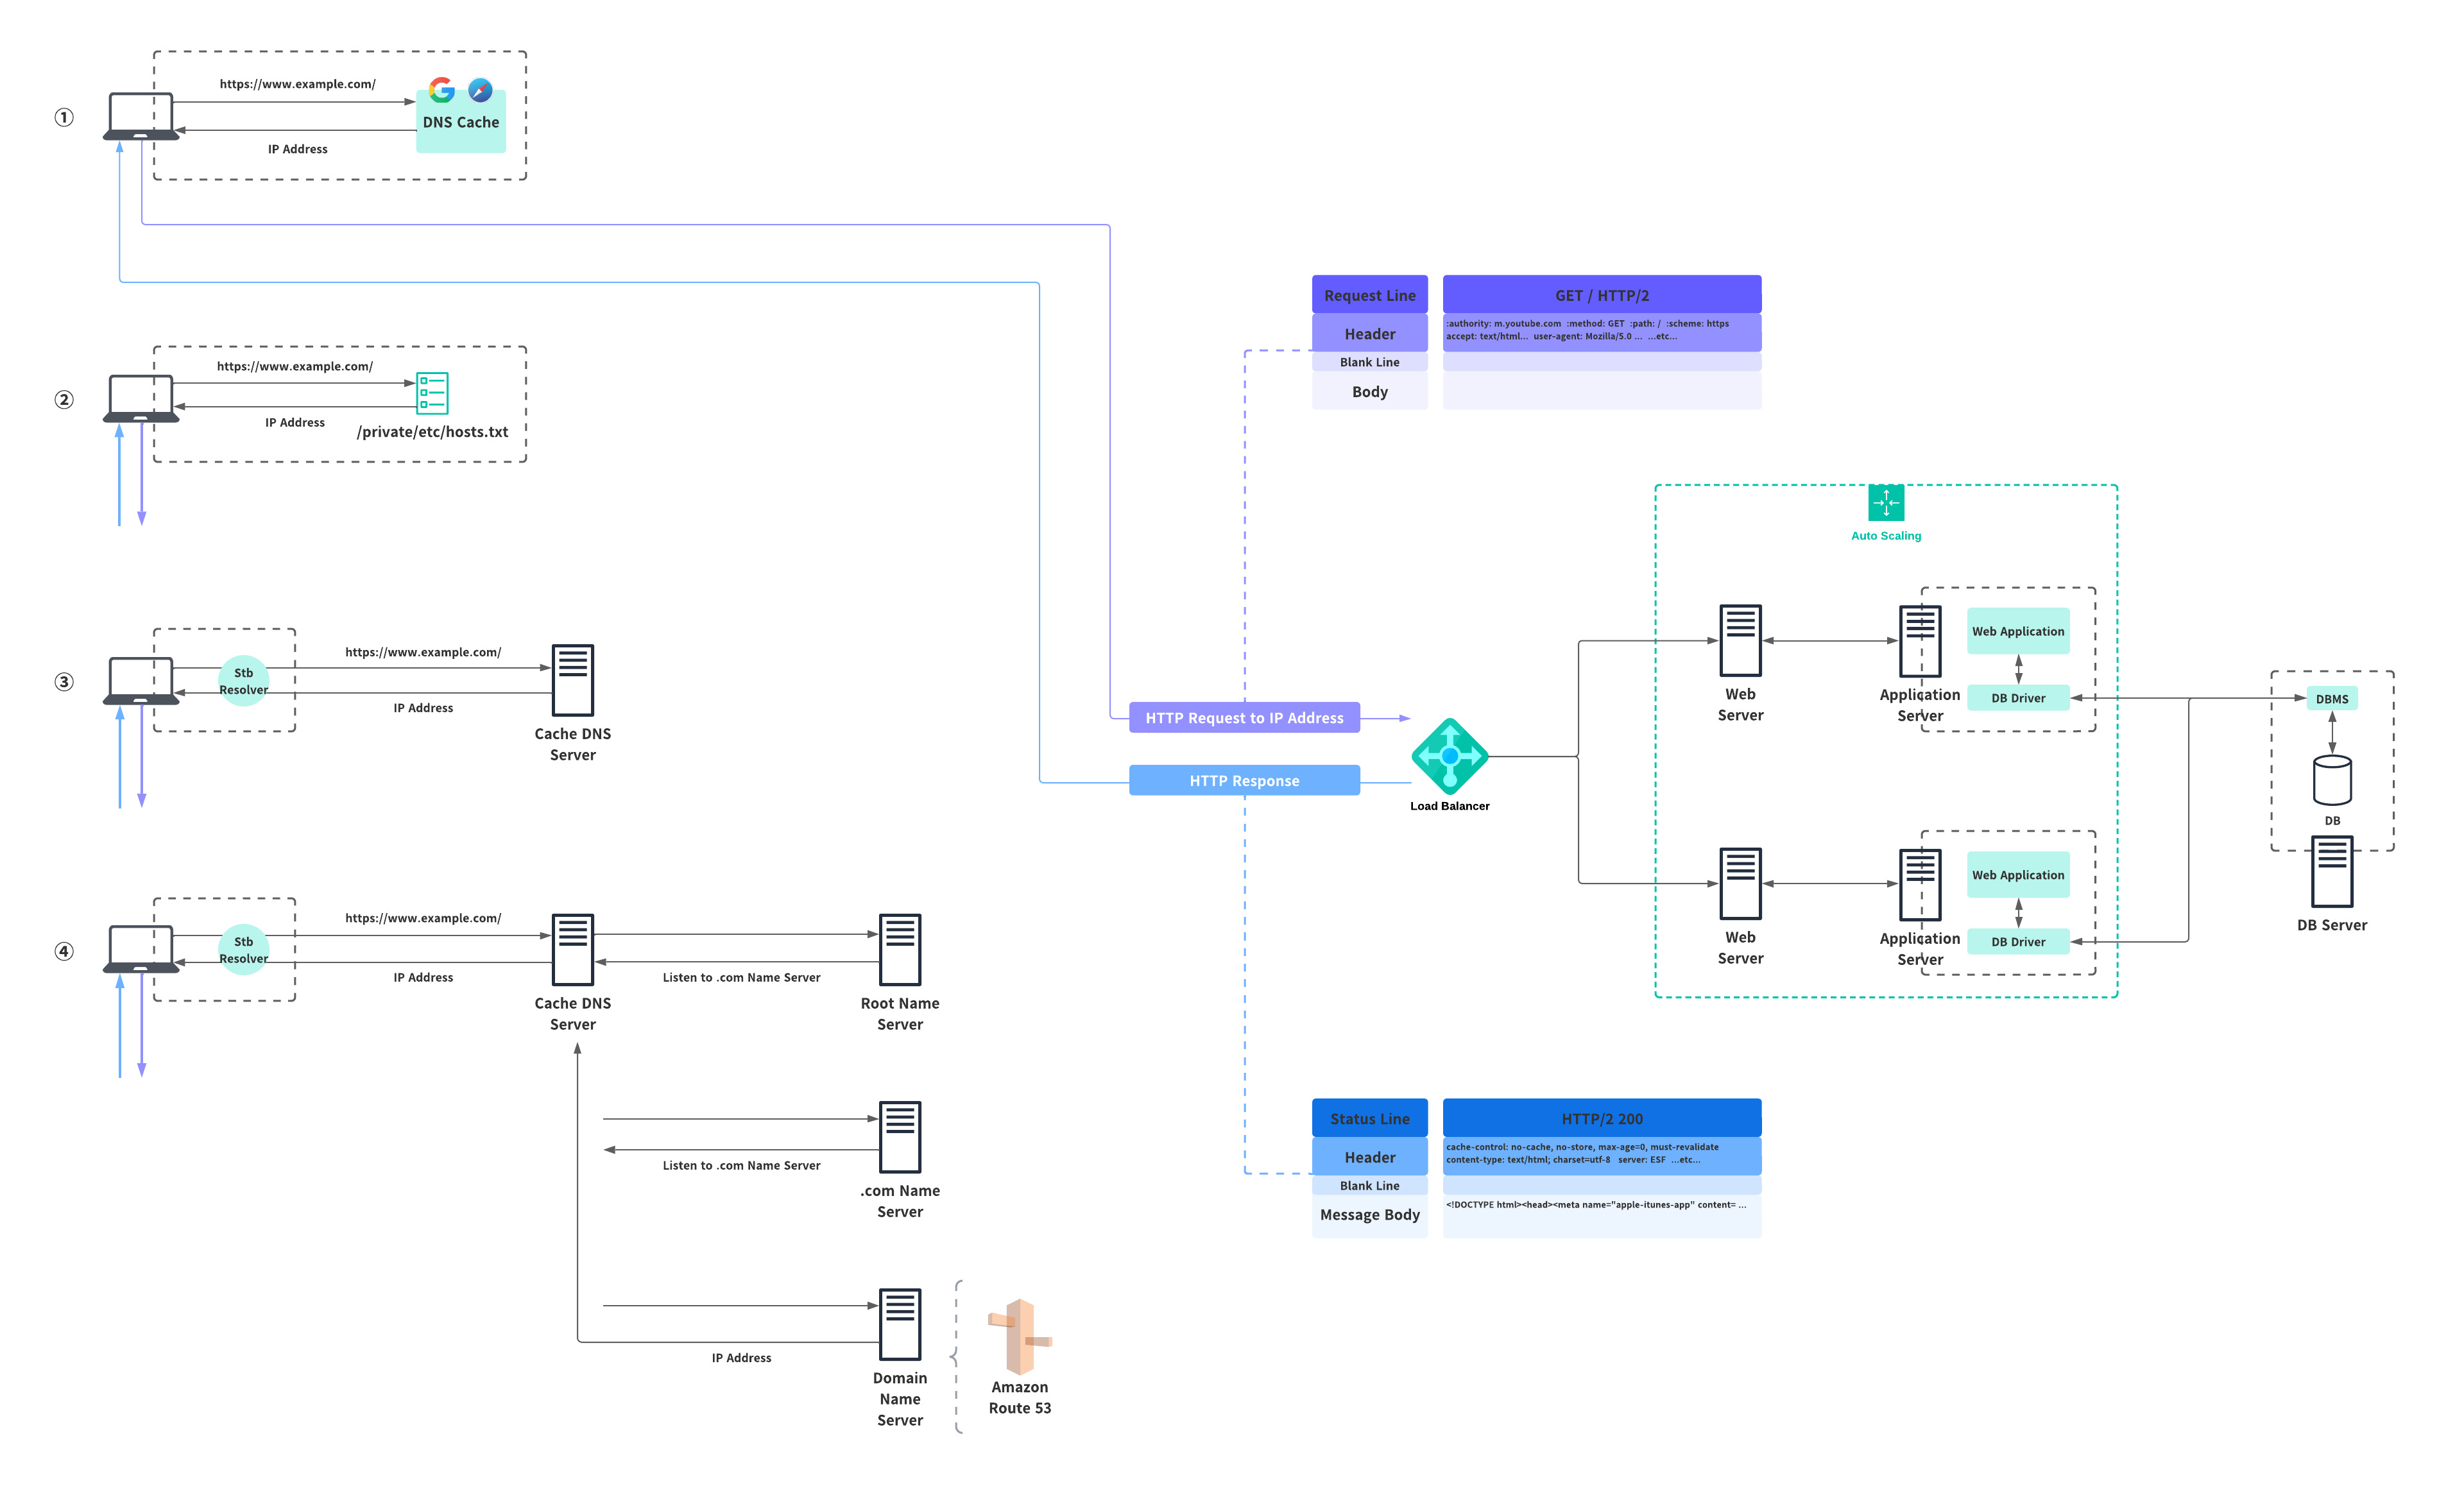 ①
https://www.example.com/
DNS Cache
IP Address
②
https://www.example.com/
IP Address
/private/etc/hosts.txt
③
https://www.example.com/
Stb
Resolver
IP Address
Cache DNS
Server
④
https://www.example.com/
Stb
Resolver
IP Address
Cache DNS
Server
Listen to .com Name Server
Root Name
Server
Listen to .com Name Server
.com Name
Server
IP Address
Domain
Name
Server
Amazon
Route 53
Request Line
GET / HTTP/2
Header
:authority: m.youtube.com :method: GET :path: / :scheme: https
accept: text/html... user-agent: Mozilla/5.0 ... ...etc...
Blank Line
Body
HTTP Request to IP Address
HTTP Response
Load Balancer
Auto Scaling
Web
Server
Application
Server
Web Application
DB Driver
Web
Server
Application
Server
Web Application
DB Driver
DBMS
DB
DB Server
Status Line
HTTP/2 200
Header
cache-control: no-cache, no-store, max-age=0, must-revalidate
content-type: text/html; charset=utf-8 server: ESF ...etc...
Blank Line
Message Body
<!DOCTYPE html><head><meta name="apple-itunes-app" content= ...